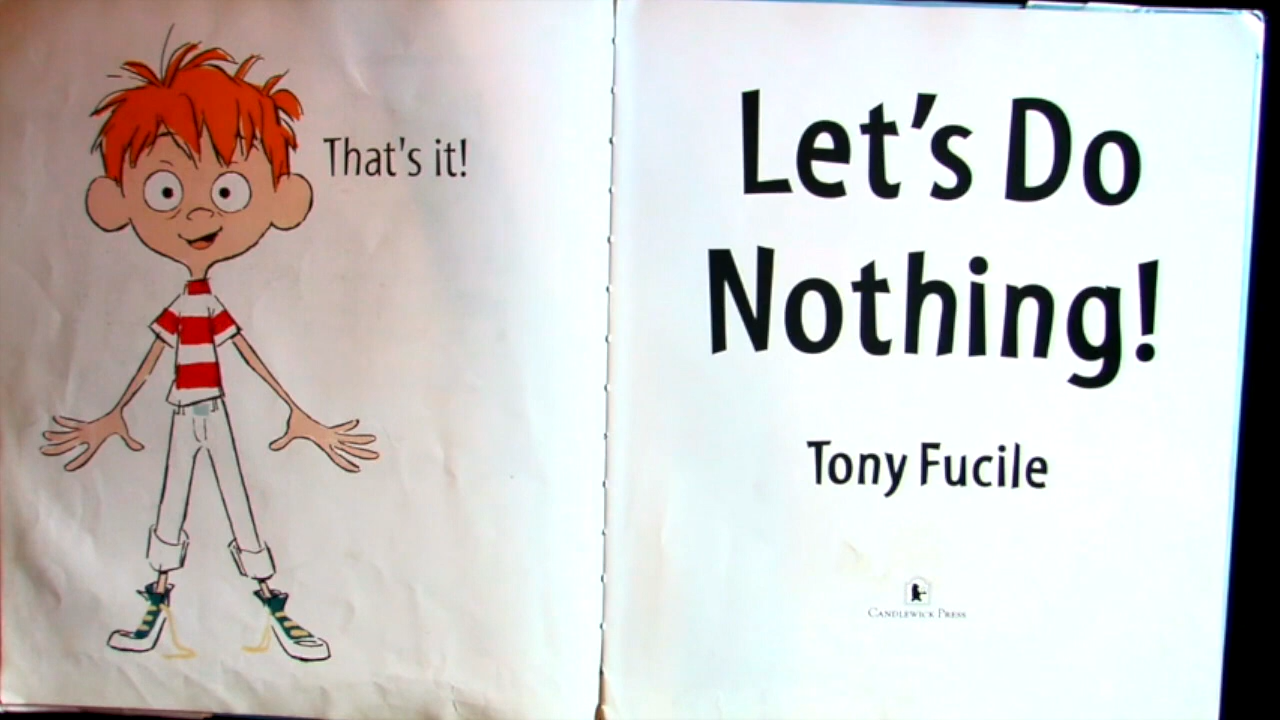 That's it!
Let's Do
Nothing!
Tony Fucile
CANDLEWICK PRESS